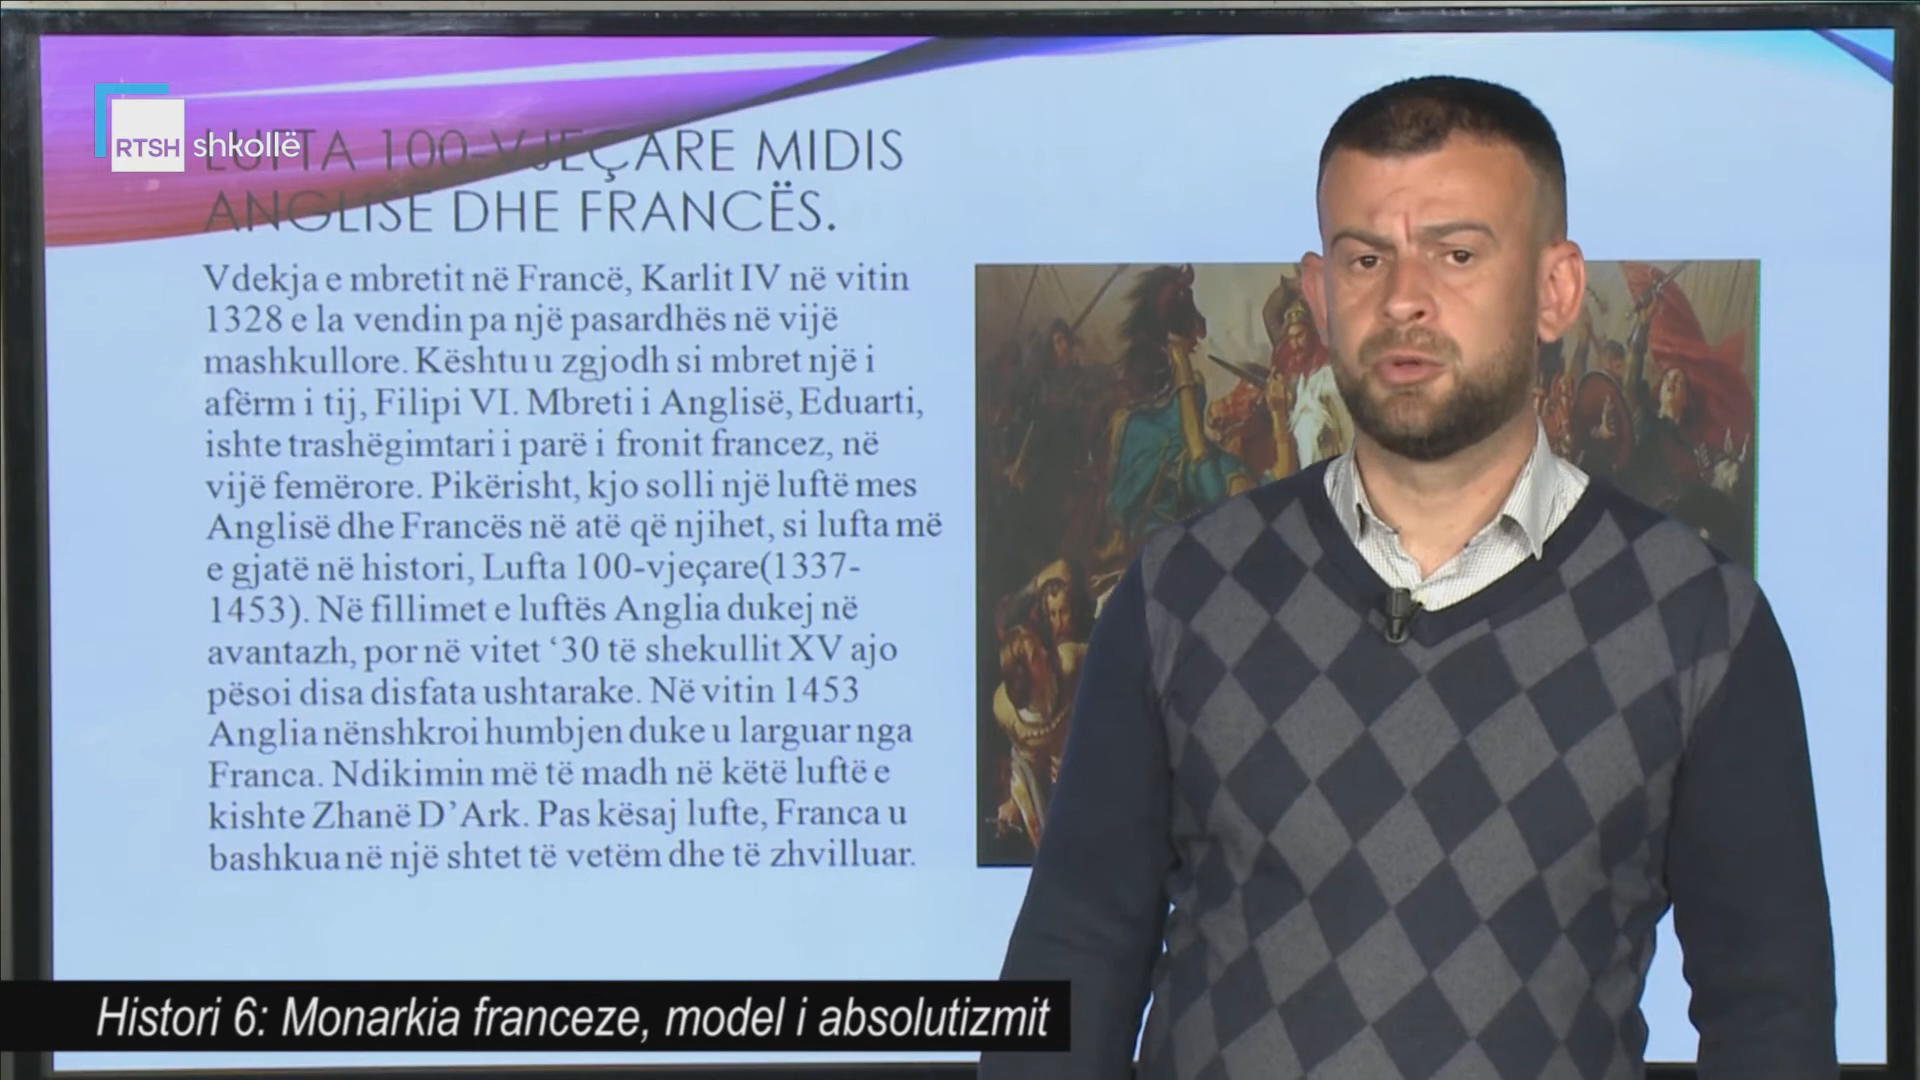 RTSH shkollë
LUFTA 100-VJEÇARE MIDIS
ANGLISË DHE FRANCËS.
Vdekja e mbretit në Francë, Karlit IV në vitin
1328 e la vendin pa një pasardhës në vijë
mashkullore. Kështu u zgjodh si mbret një i
afërm i tij, Filipi VI. Mbreti i Anglisë, Eduarti,
ishte trashëgimtari i parë i fronit francez, në
vijë femërore. Pikërisht, kjo solli një luftë mes
Anglisë dhe Francës në atë që njihet, si lufta më
e gjatë në histori, Lufta 100-vjeçare(1337-
1453). Në fillimet e luftës Anglia dukej në
avantazh, por në vitet ‘30 të shekullit XV ajo
pësoi disa disfata ushtarake. Në vitin 1453
Anglia nënshkroi humbjen duke u larguar nga
Franca. Ndikimin më të madh në këtë luftë e
kishte Zhanë D’Ark. Pas kësaj lufte, Franca u
bashkua në një shtet të vetëm dhe të zhvilluar.
Histori 6: Monarkia franceze, model i absolutizmit